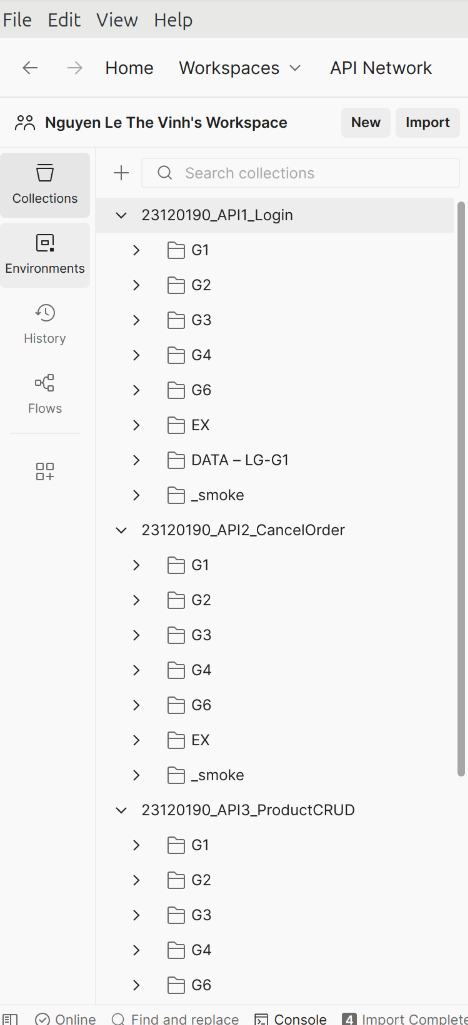 File Edit View Help
Home Workspaces API Network
Nguyen Le The Vinh's Workspace New Import
Collections
Environments
History
Flows
Search collections
23120190_API1_Login
G1
G2
G3
G4
G6
EX
DATA – LG-G1
_smoke
23120190_API2_CancelOrder
G1
G2
G3
G4
G6
EX
_smoke
23120190_API3_ProductCRUD
G1
G2
G3
G4
G6
Online Find and replace Console 4 Import Complete